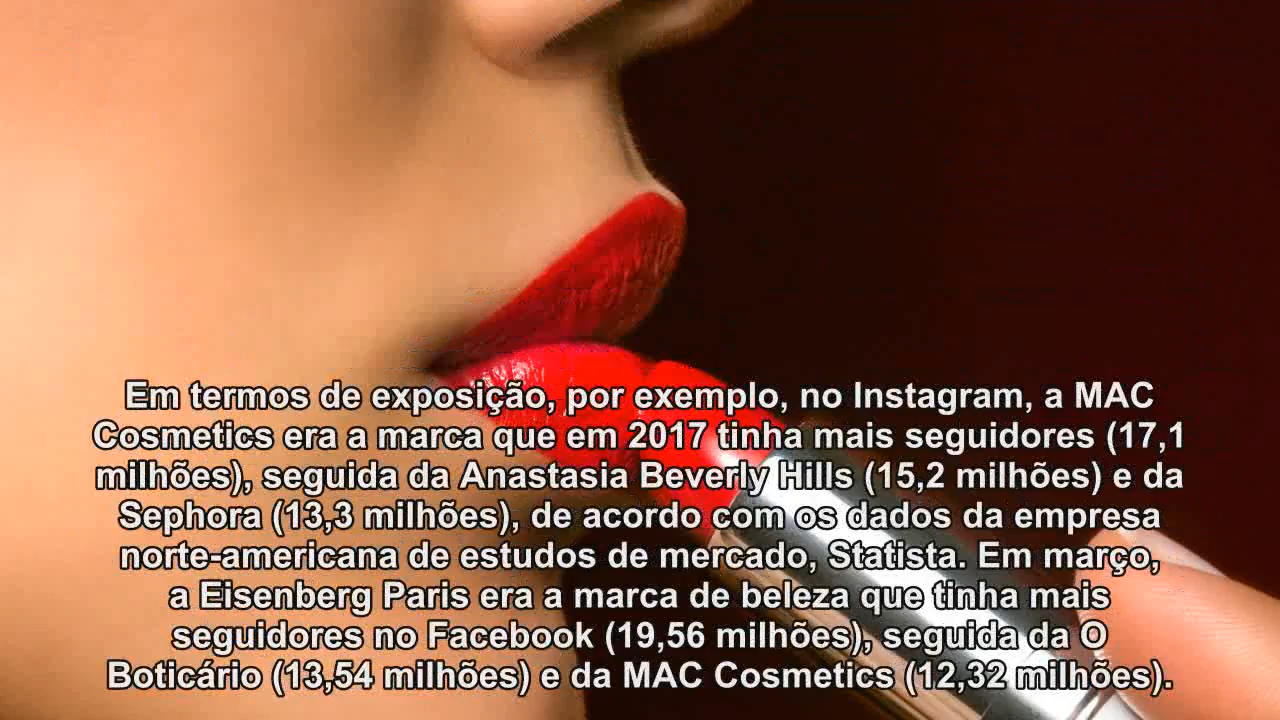 Em termos de exposição, por exemplo, no Instagram, a MAC
Cosmetics era a marca que em 2017 tinha mais seguidores (17,1
milhões), seguida da Anastasia Beverly Hills (15,2 milhões) e da
Sephora (13,3 milhões), de acordo com os dados da empresa
norte-americana de estudos de mercado, Statista. Em março,
a Eisenberg Paris era a marca de beleza que tinha mais
seguidores no Facebook (19,56 milhões), seguida da O
Boticário (13,54 milhões) e da MAC Cosmetics (12,32 milhões).